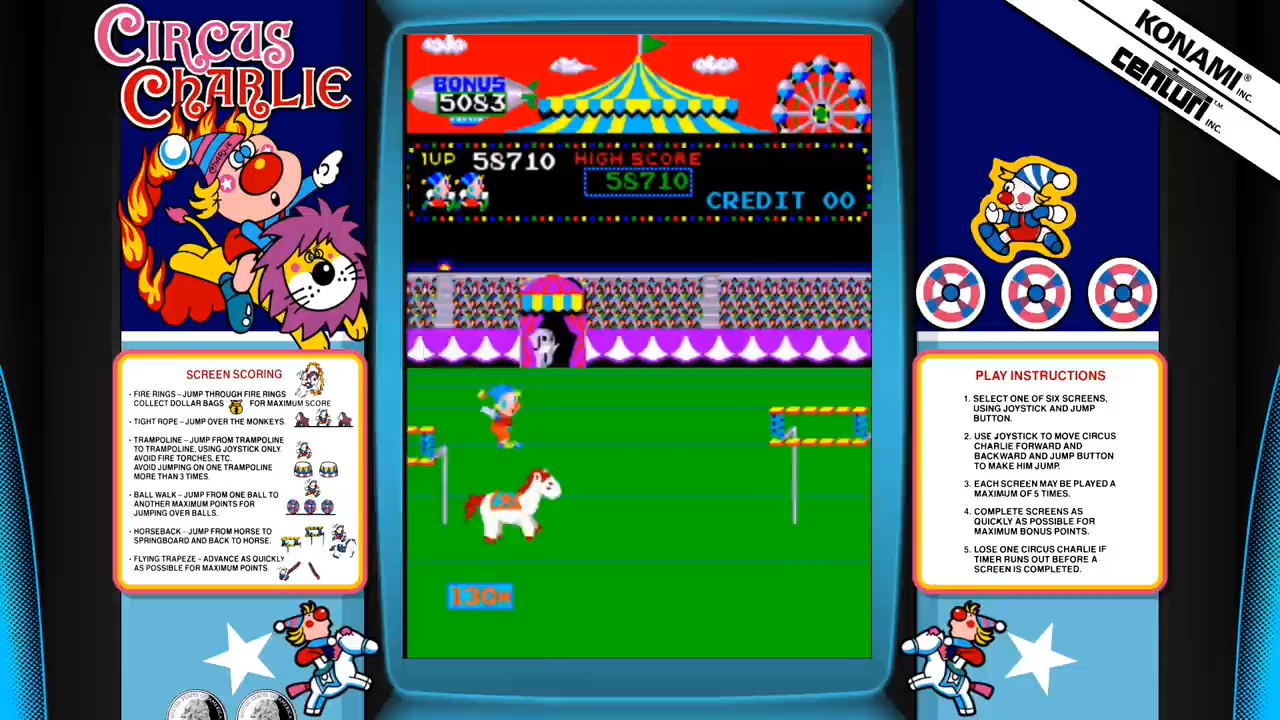 CIRCUS
CHARLIE
CHARLIE
SCREEN SCORING
· FIRE RINGS – JUMP THROUGH FIRE RINGS
COLLECT DOLLAR BAGS FOR MAXIMUM SCORE
· TIGHT ROPE – JUMP OVER THE MONKEYS
· TRAMPOLINE – JUMP FROM TRAMPOLINE
TO TRAMPOLINE, USING JOYSTICK ONLY.
AVOID FIRE TORCHES, ETC.
AVOID JUMPING ON ONE TRAMPOLINE
MORE THAN 3 TIMES.
· BALL WALK – JUMP FROM ONE BALL TO
ANOTHER MAXIMUM POINTS FOR
JUMPING OVER BALLS.
· HORSEBACK – JUMP FROM HORSE TO
SPRINGBOARD AND BACK TO HORSE.
· FLYING TRAPEZE – ADVANCE AS QUICKLY
AS POSSIBLE FOR MAXIMUM POINTS.
BONUS
5083
1UP 58710 HIGH SCORE
58710
CREDIT 00
130M
KONAMI® INC.
centuri™ INC.
PLAY INSTRUCTIONS
1. SELECT ONE OF SIX SCREENS,
USING JOYSTICK AND JUMP
BUTTON.
2. USE JOYSTICK TO MOVE CIRCUS
CHARLIE FORWARD AND
BACKWARD AND JUMP BUTTON
TO MAKE HIM JUMP.
3. EACH SCREEN MAY BE PLAYED A
MAXIMUM OF 5 TIMES.
4. COMPLETE SCREENS AS
QUICKLY AS POSSIBLE FOR
MAXIMUM BONUS POINTS.
5. LOSE ONE CIRCUS CHARLIE IF
TIMER RUNS OUT BEFORE A
SCREEN IS COMPLETED.